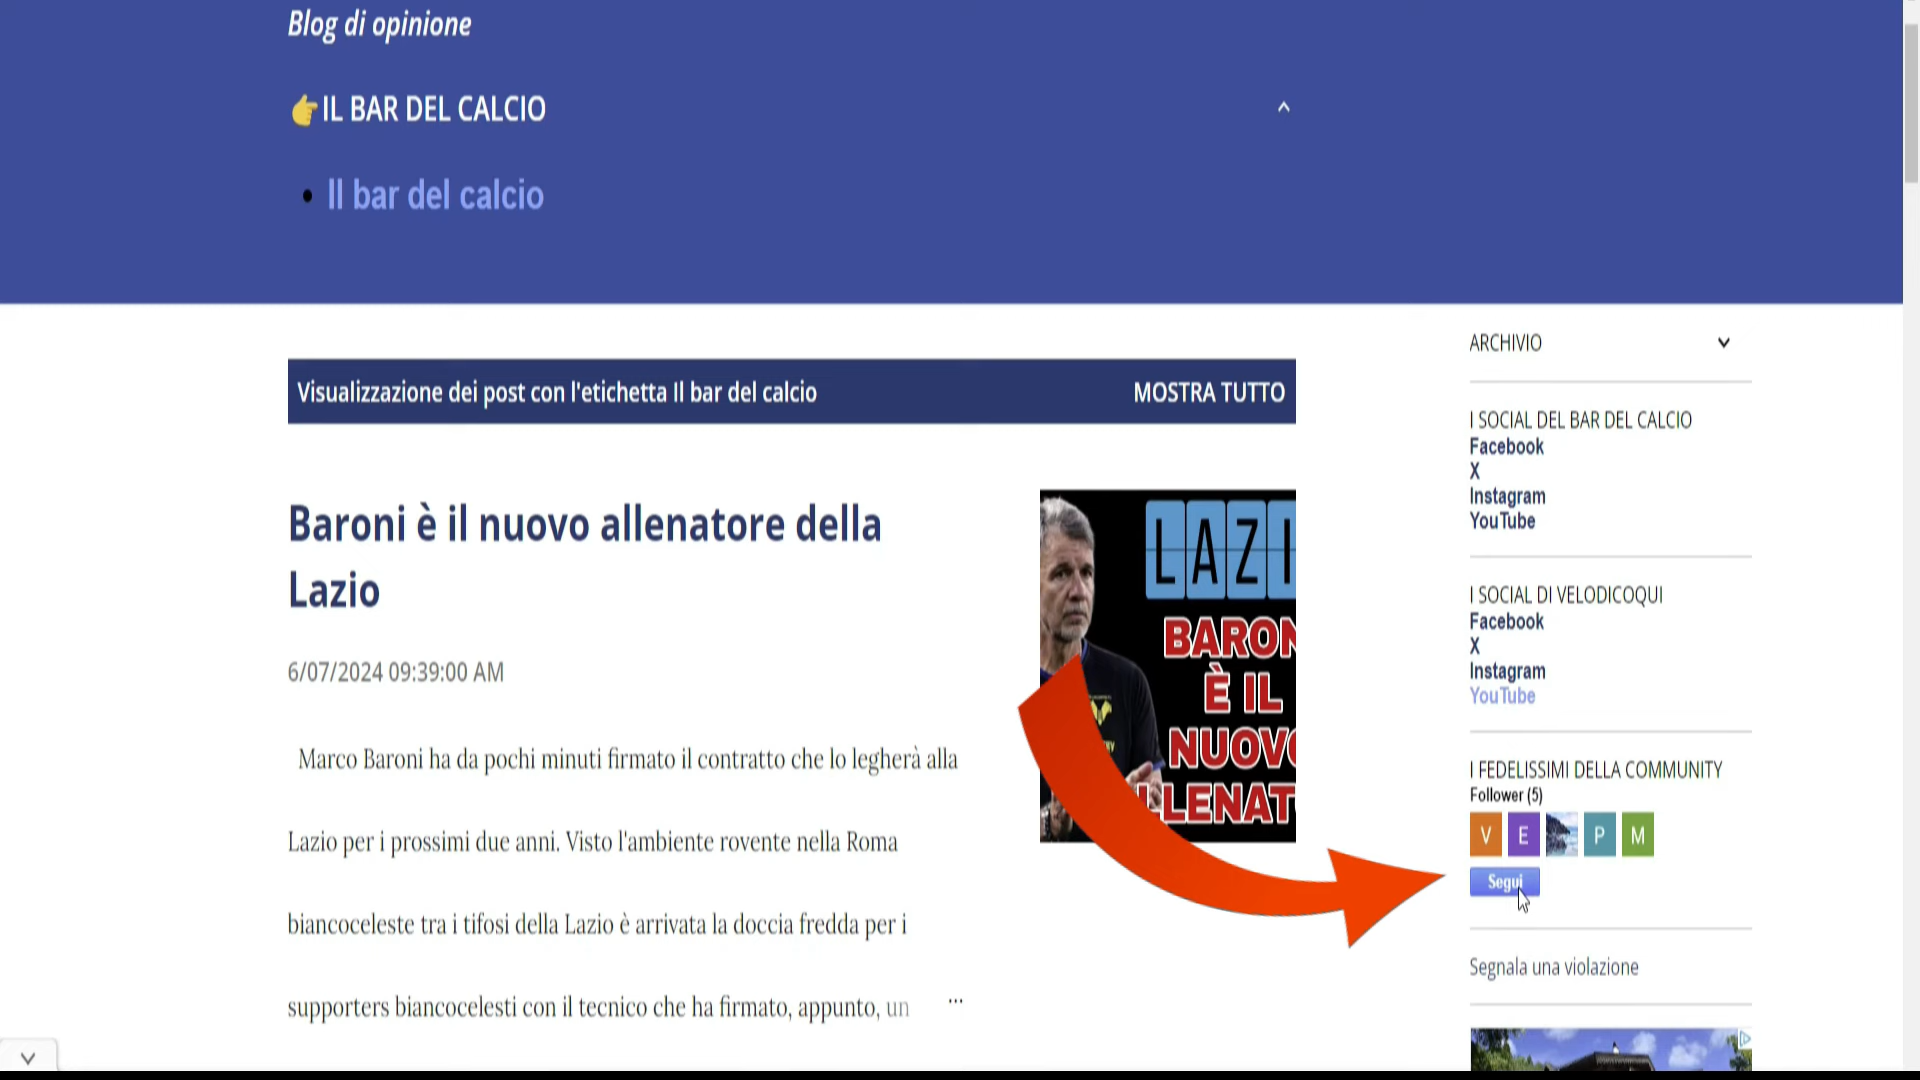 Blog di opinione
👉IL BAR DEL CALCIO
Il bar del calcio
Visualizzazione dei post con l'etichetta Il bar del calcio
MOSTRA TUTTO
Baroni è il nuovo allenatore della
Lazio
6/07/2024 09:39:00 AM
Marco Baroni ha da pochi minuti firmato il contratto che lo legherà alla
Lazio per i prossimi due anni. Visto l'ambiente rovente nella Roma
biancoceleste tra i tifosi della Lazio è arrivata la doccia fredda per i
supporters biancocelesti con il tecnico che ha firmato, appunto, un ...
LAZI
BARON
È IL
NUOVO
LLENAT
ARCHIVIO
I SOCIAL DEL BAR DEL CALCIO
Facebook
X
Instagram
YouTube
I SOCIAL DI VELODICOQUI
Facebook
X
Instagram
YouTube
I FEDELISSIMI DELLA COMMUNITY
Follower (5)
V E P M
Segui
Segnala una violazione